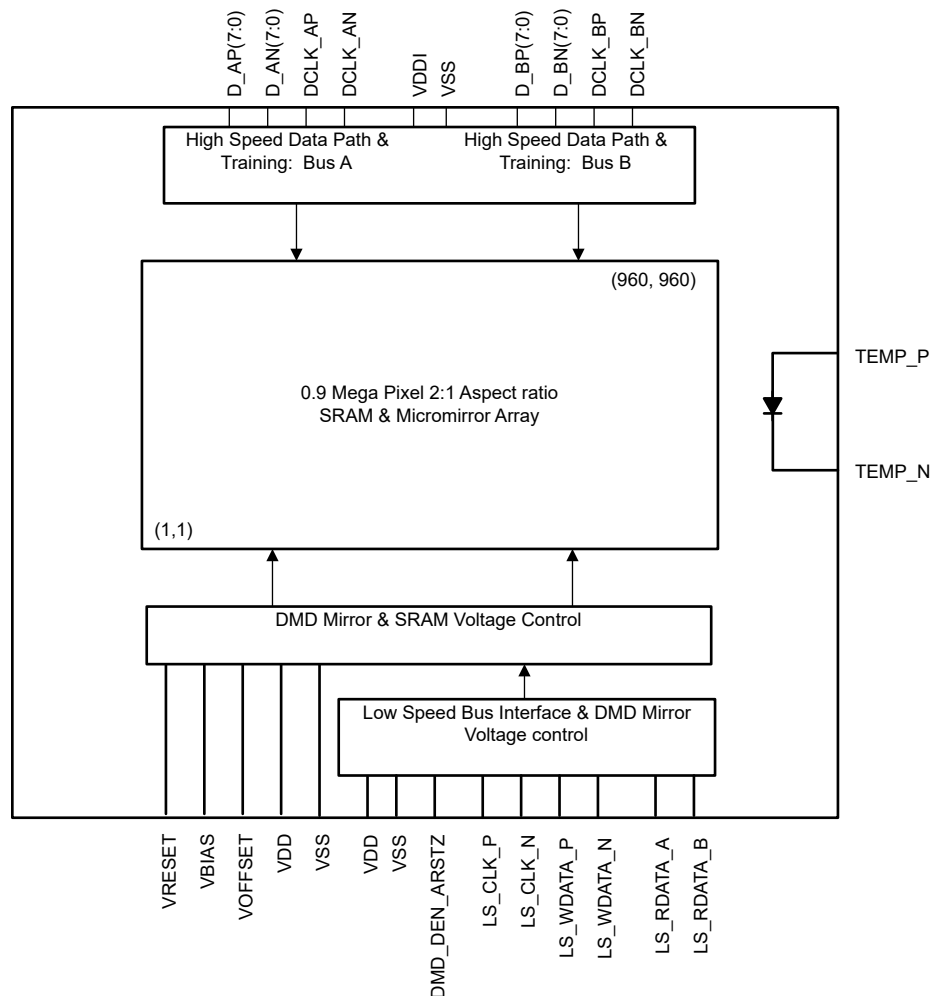 D_AP(7:0)
D_AN(7:0)
DCLK_AP
DCLK_AN
VDDI
VSS
D_BP(7:0)
D_BN(7:0)
DCLK_BP
DCLK_BN
High Speed Data Path &
Training: Bus A
High Speed Data Path &
Training: Bus B
(960, 960)
0.9 Mega Pixel 2:1 Aspect ratio
SRAM & Micromirror Array
(1,1)
TEMP_P
TEMP_N
DMD Mirror & SRAM Voltage Control
Low Speed Bus Interface & DMD Mirror
Voltage control
VRESET
VBIAS
VOFFSET
VDD
VSS
VDD
VSS
DMD_DEN_ARSTZ
LS_CLK_P
LS_CLK_N
LS_WDATA_P
LS_WDATA_N
LS_RDATA_A
LS_RDATA_B